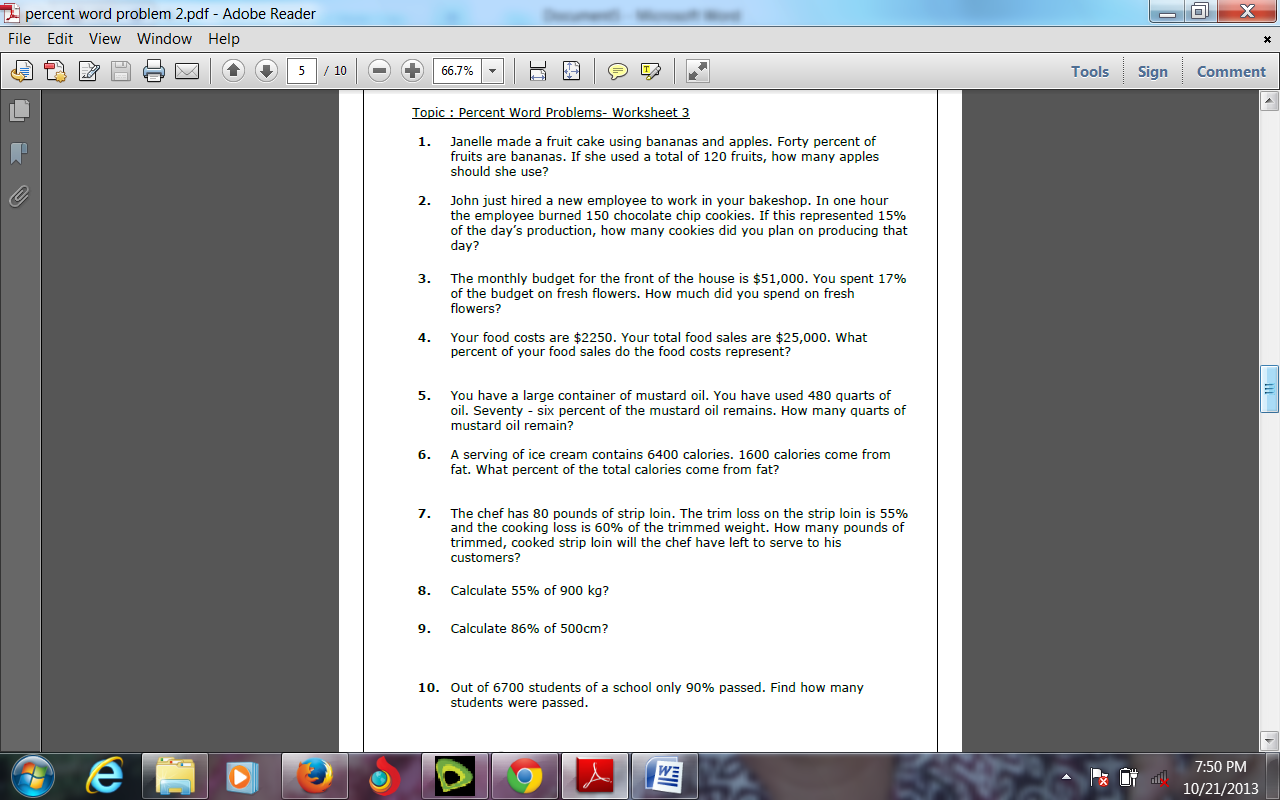 percent word problem 2.pdf - Adobe Reader
Document5 - Microsoft Word
File Edit View Window Help
5 / 10 66.7% Tools Sign Comment
Topic : Percent Word Problems- Worksheet 3
1. Janelle made a fruit cake using bananas and apples. Forty percent of
fruits are bananas. If she used a total of 120 fruits, how many apples
should she use?
2. John just hired a new employee to work in your bakeshop. In one hour
the employee burned 150 chocolate chip cookies. If this represented 15%
of the day's production, how many cookies did you plan on producing that
day?
3. The monthly budget for the front of the house is $51,000. You spent 17%
of the budget on fresh flowers. How much did you spend on fresh
flowers?
4. Your food costs are $2250. Your total food sales are $25,000. What
percent of your food sales do the food costs represent?
5. You have a large container of mustard oil. You have used 480 quarts of
oil. Seventy - six percent of the mustard oil remains. How many quarts of
mustard oil remain?
6. A serving of ice cream contains 6400 calories. 1600 calories come from
fat. What percent of the total calories come from fat?
7. The chef has 80 pounds of strip loin. The trim loss on the strip loin is 55%
and the cooking loss is 60% of the trimmed weight. How many pounds of
trimmed, cooked strip loin will the chef have left to serve to his
customers?
8. Calculate 55% of 900 kg?
9. Calculate 86% of 500cm?
10. Out of 6700 students of a school only 90% passed. Find how many
students were passed.
7:50 PM
10/21/2013